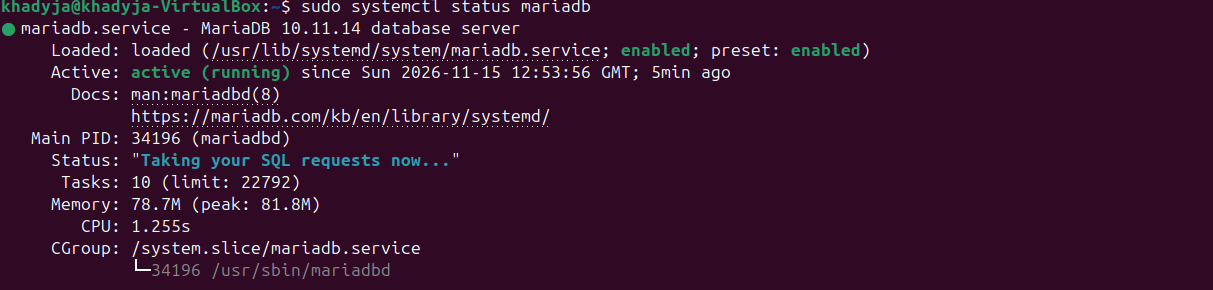 khadyja@khadyja-VirtualBox:~$ sudo systemctl status mariadb
● mariadb.service - MariaDB 10.11.14 database server
     Loaded: loaded (/usr/lib/systemd/system/mariadb.service; enabled; preset: enabled)
     Active: active (running) since Sun 2026-11-15 12:53:56 GMT; 5min ago
       Docs: man:mariadbd(8)
             https://mariadb.com/kb/en/library/systemd/
   Main PID: 34196 (mariadbd)
     Status: "Taking your SQL requests now..."
      Tasks: 10 (limit: 22792)
     Memory: 78.7M (peak: 81.8M)
        CPU: 1.255s
     CGroup: /system.slice/mariadb.service
             └─34196 /usr/sbin/mariadbd